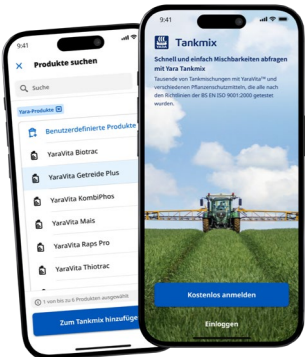 9:41
Produkte suchen
Suche
Yara-Produkte
Benutzerdefinierte Produkte
YaraVita Biotrac
YaraVita Getreide Plus
YaraVita KombiPhos
YaraVita Mais
YaraVita Raps Pro
YaraVita Thiotrac
1 von bis zu 6 Produkten ausgewählt
Zum Tankmix hinzufüge
9:41
Tankmix
Schnell und einfach Mischbarkeiten abfragen
mit Yara Tankmix
Tausende von Tankmischungen mit YaraVita™ und
verschiedenen Pflanzenschutzmitteln, die alle nach
den Richtlinien der BS EN ISO 9001:2000 getestet
wurden.
Kostenlos anmelden
Einloggen